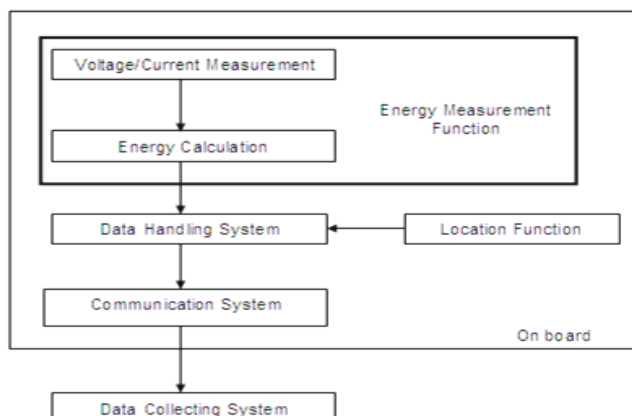 Voltage/Current Measurement
Energy Measurement
Function
Energy Calculation
Data Handling System
Location Function
Communication System
On board
Data Collecting System